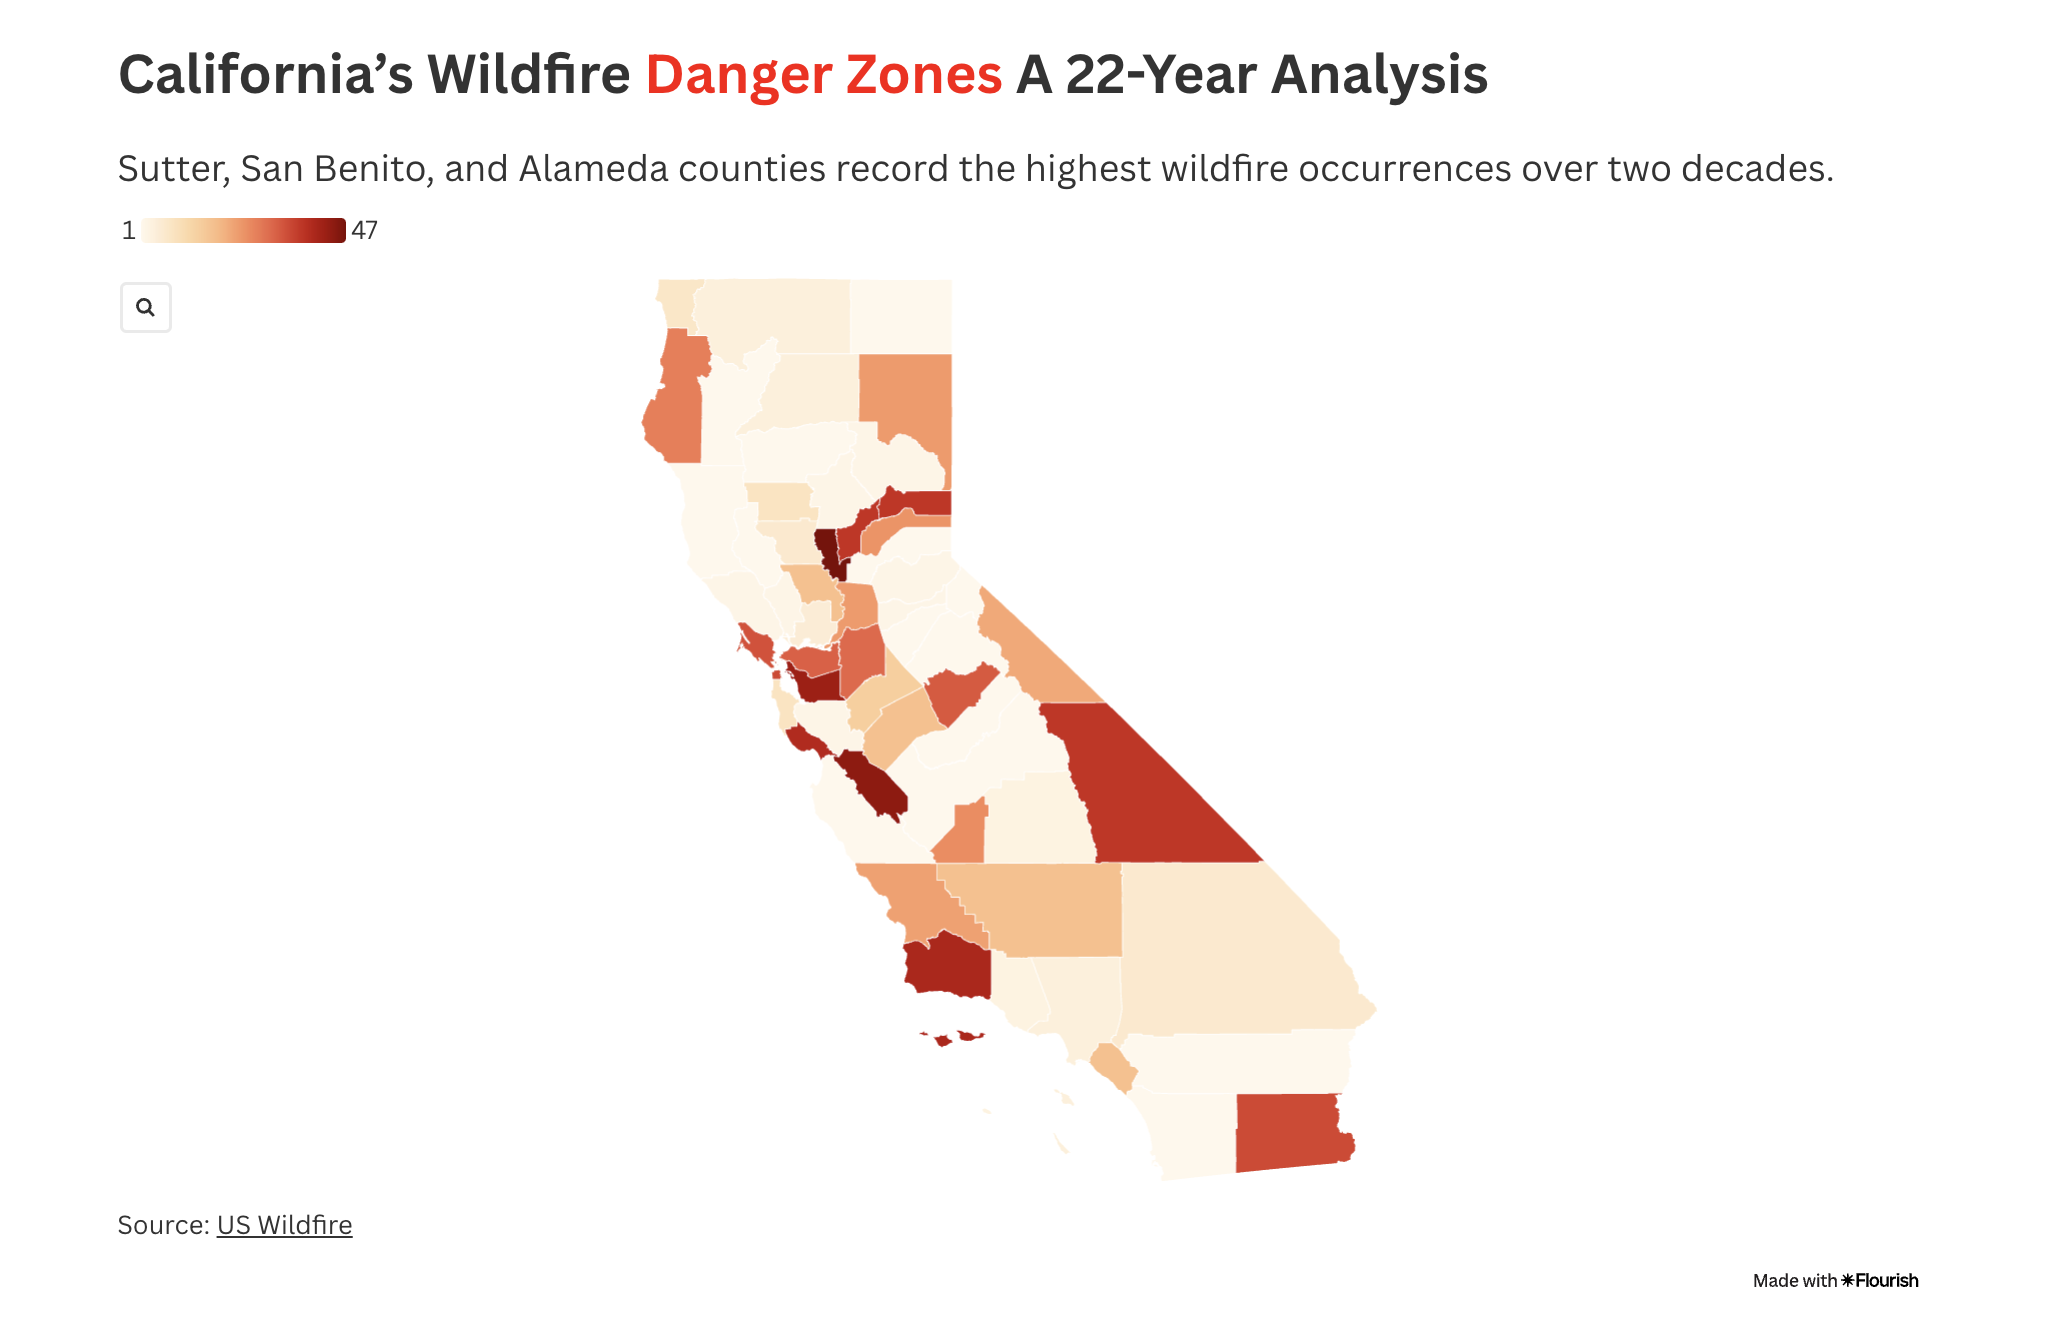 California’s Wildfire Danger Zones A 22-Year Analysis
Sutter, San Benito, and Alameda counties record the highest wildfire occurrences over two decades.
1 47
Source: US Wildfire
Made with ✷Flourish